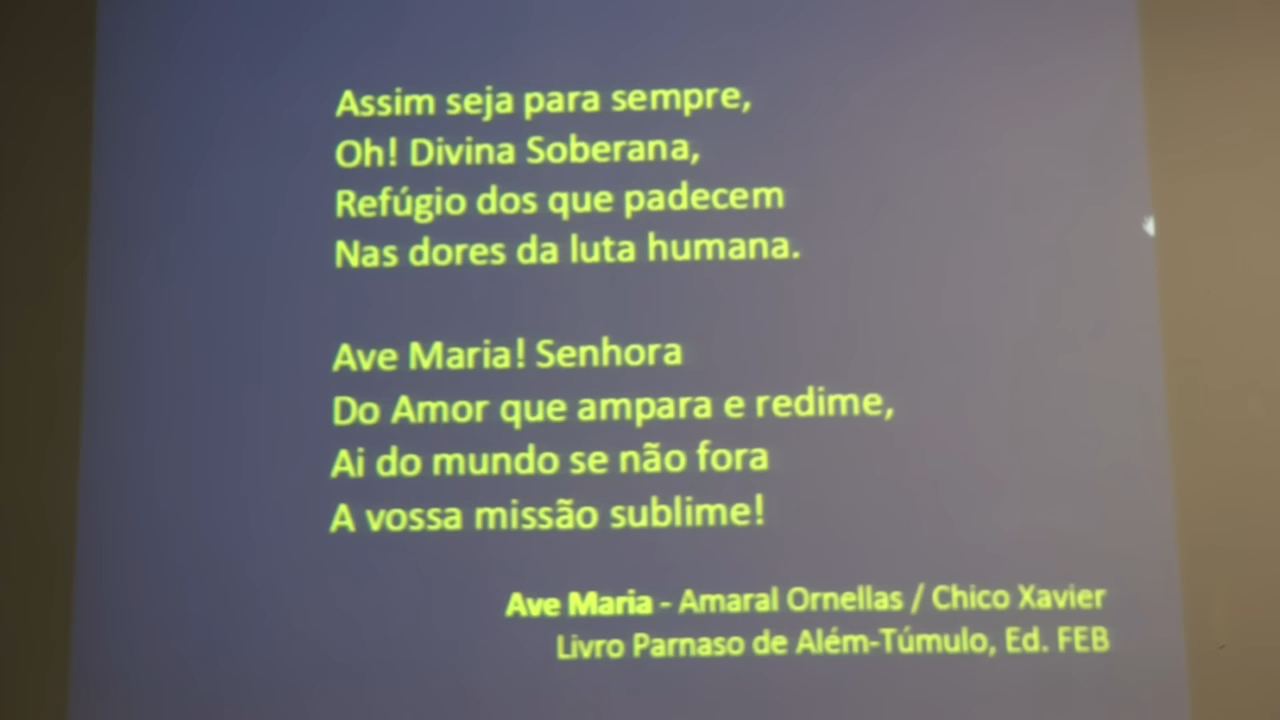 Assim seja para sempre,
Oh! Divina Soberana,
Refúgio dos que padecem
Nas dores da luta humana.
Ave Maria! Senhora
Do Amor que ampara e redime,
Ai do mundo se não fora
A vossa missão sublime!
Ave Maria - Amaral Ornellas / Chico Xavier
Livro Parnaso de Além-Túmulo, Ed. FEB